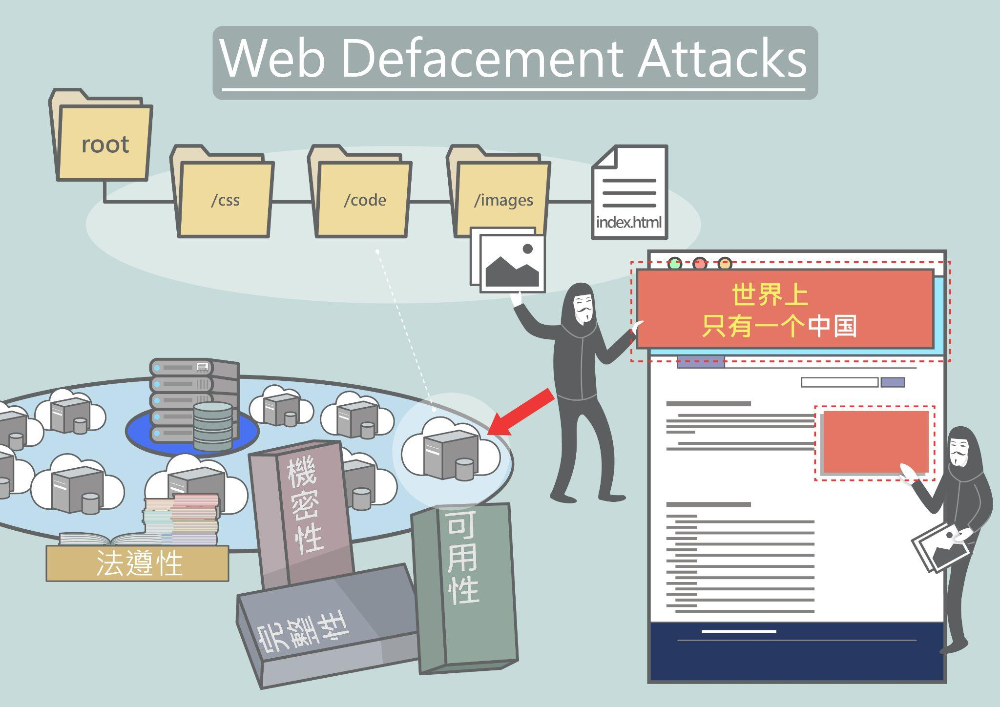 Web Defacement Attacks
root
/css
/code
/images
index.html
世界上
只有一个中国
機密性
可用性
法遵性
完整性